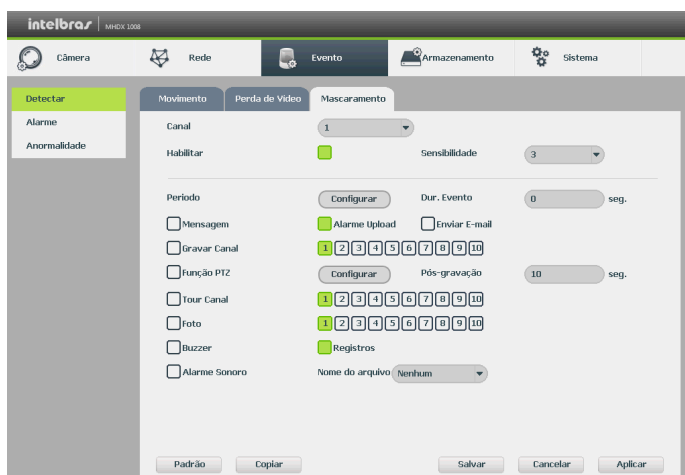 intelbras | MHDX 1008
Câmera Rede Evento Armazenamento Sistema
Detectar
Alarme
Anormalidade
Movimento Perda de Vídeo Mascaramento
Canal 1
Habilitar Sensibilidade 3
Periodo Configurar Dur. Evento 0 seg.
Mensagem Alarme Upload Enviar E-mail
Gravar Canal 1 2 3 4 5 6 7 8 9 10
Função PTZ Configurar Pós-gravação 10 seg.
Tour Canal 1 2 3 4 5 6 7 8 9 10
Foto 1 2 3 4 5 6 7 8 9 10
Buzzer Registros
Alarme Sonoro Nome do arquivo Nenhum
Padrão Copiar Salvar Cancelar Aplicar